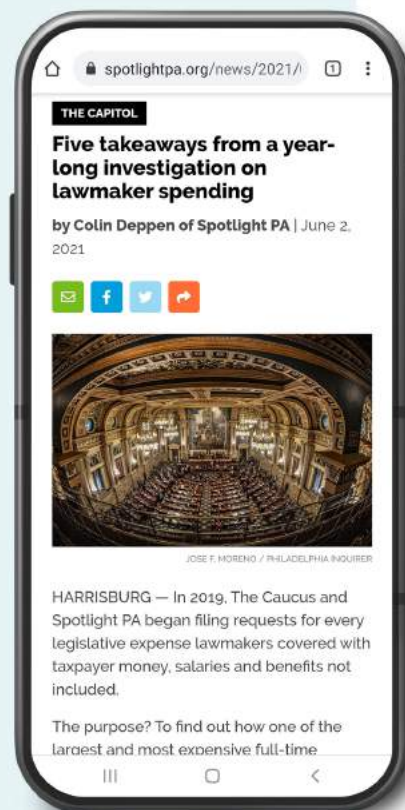 spotlightpa.org/news/2021/
1
THE CAPITOL
Five takeaways from a year-
long investigation on
lawmaker spending
by Colin Deppen of Spotlight PA | June 2,
2021
JOSE F. MORENO / PHILADELPHIA INQUIRER
HARRISBURG — In 2019, The Caucus and
Spotlight PA began filing requests for every
legislative expense lawmakers covered with
taxpayer money, salaries and benefits not
included.
The purpose? To find out how one of the
largest and most expensive full-time